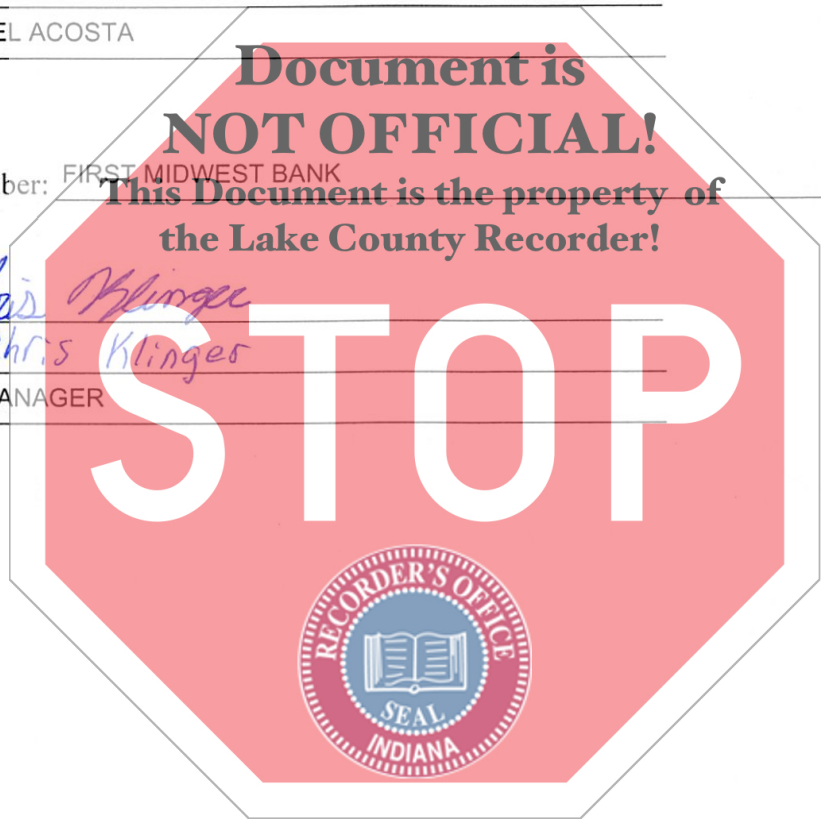 EL ACOSTA
Document is
NOT OFFICIAL!
ber: FIRST MIDWEST BANK
This Document is the property of
the Lake County Recorder!
Klinger
hris Klinger
ANAGER
STOP
RECORDER'S OFFICE
SEAL
INDIANA